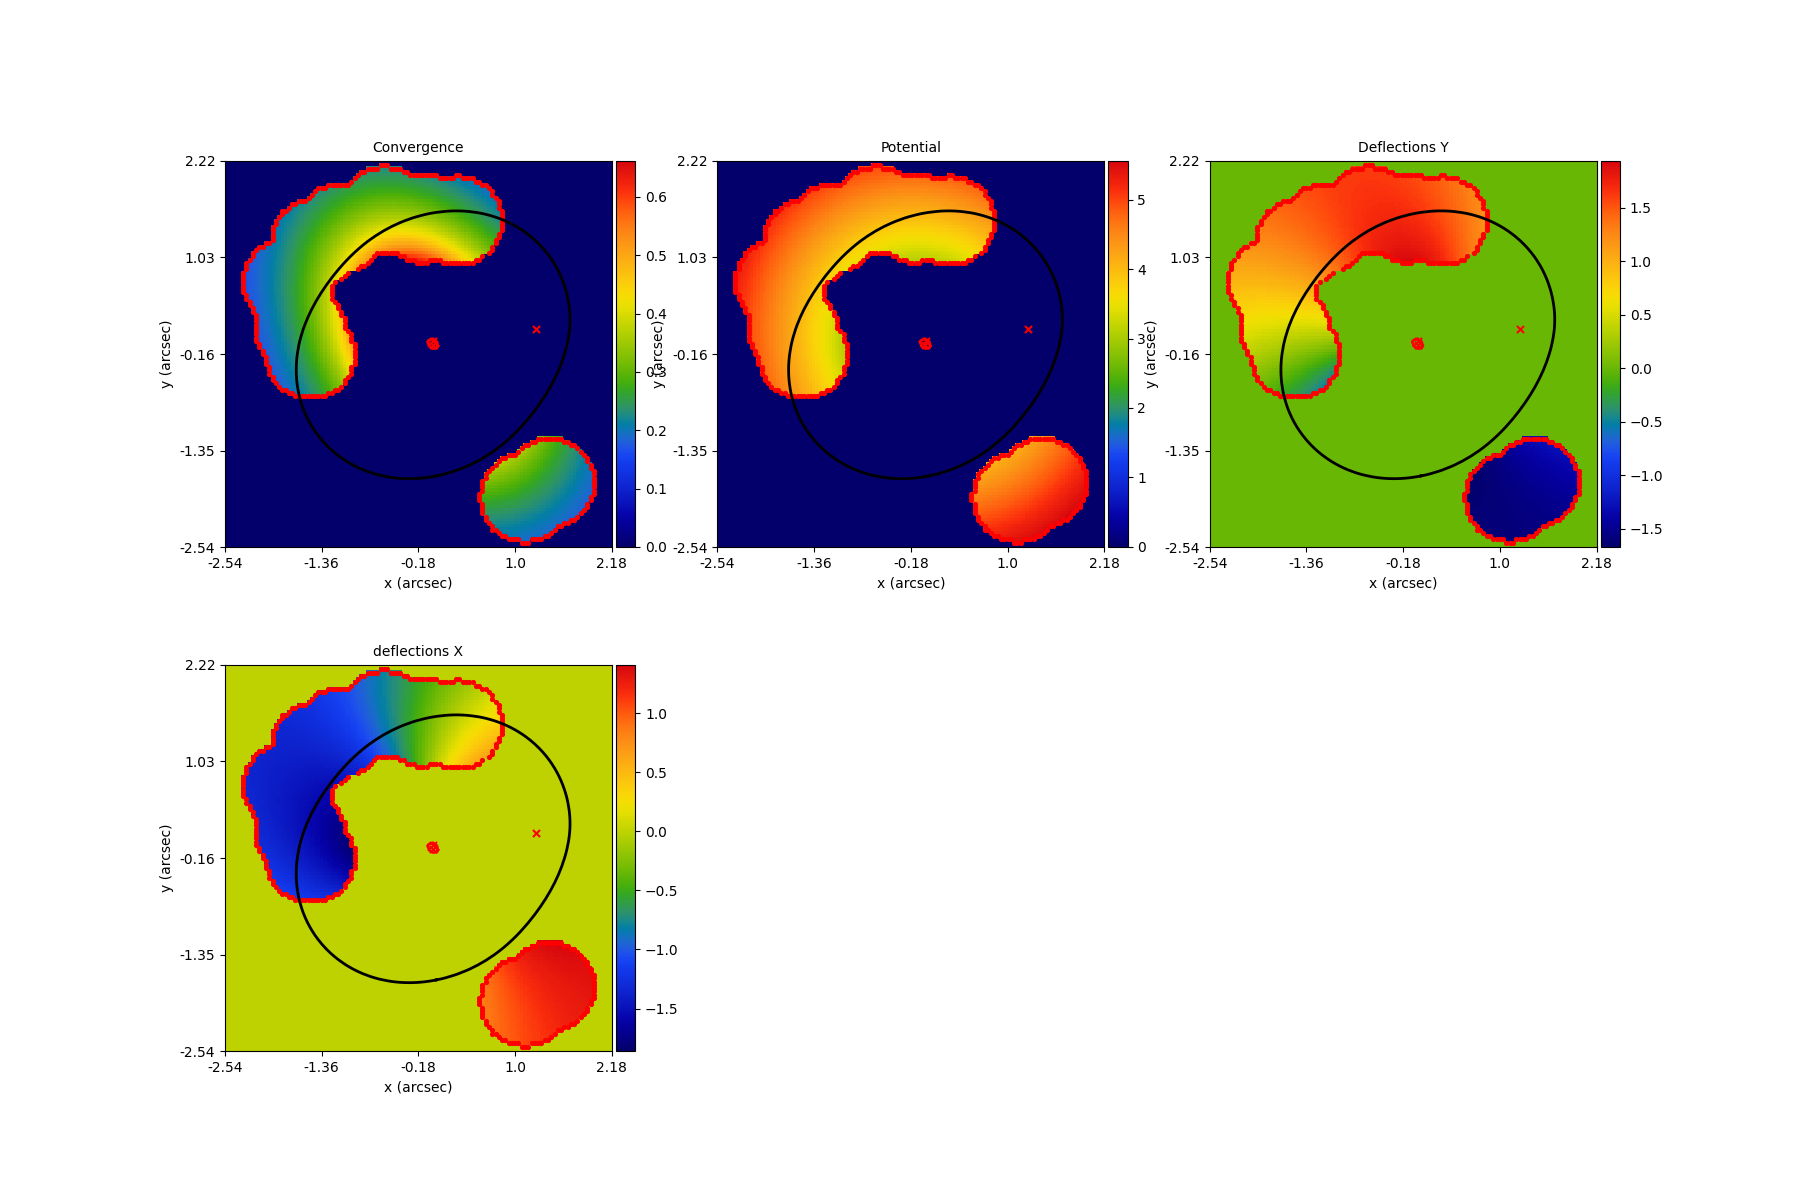 Convergence
2.22
1.03
-0.16
-1.35
-2.54
y (arcsec)
-2.54 -1.36 -0.18 1.0 2.18
x (arcsec)
0.6
0.5
0.4
0.3
0.2
0.1
0.0
Potential
2.22
1.03
-0.16
-1.35
-2.54
y (arcsec)
-2.54 -1.36 -0.18 1.0 2.18
x (arcsec)
5
4
3
2
1
0
Deflections Y
2.22
1.03
-0.16
-1.35
-2.54
y (arcsec)
-2.54 -1.36 -0.18 1.0 2.18
x (arcsec)
1.5
1.0
0.5
0.0
−0.5
−1.0
−1.5
deflections X
2.22
1.03
-0.16
-1.35
-2.54
y (arcsec)
-2.54 -1.36 -0.18 1.0 2.18
x (arcsec)
1.0
0.5
0.0
−0.5
−1.0
−1.5